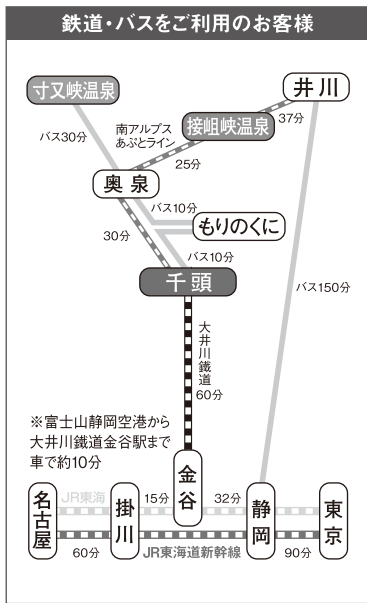 鉄道・バスをご利用のお客様
寸又峡温泉
井川
バス30分
南アルプス
あぷとライン
接岨峡温泉
37分
25分
奥泉
バス10分
30分
もりのくに
バス10分
千頭
バス150分
大井川鐵道
60分
※富士山静岡空港から
大井川鐵道金谷駅まで
車で約10分
金谷
名古屋
JR東海
掛川
15分
32分
静岡
東京
60分
JR東海道新幹線
90分